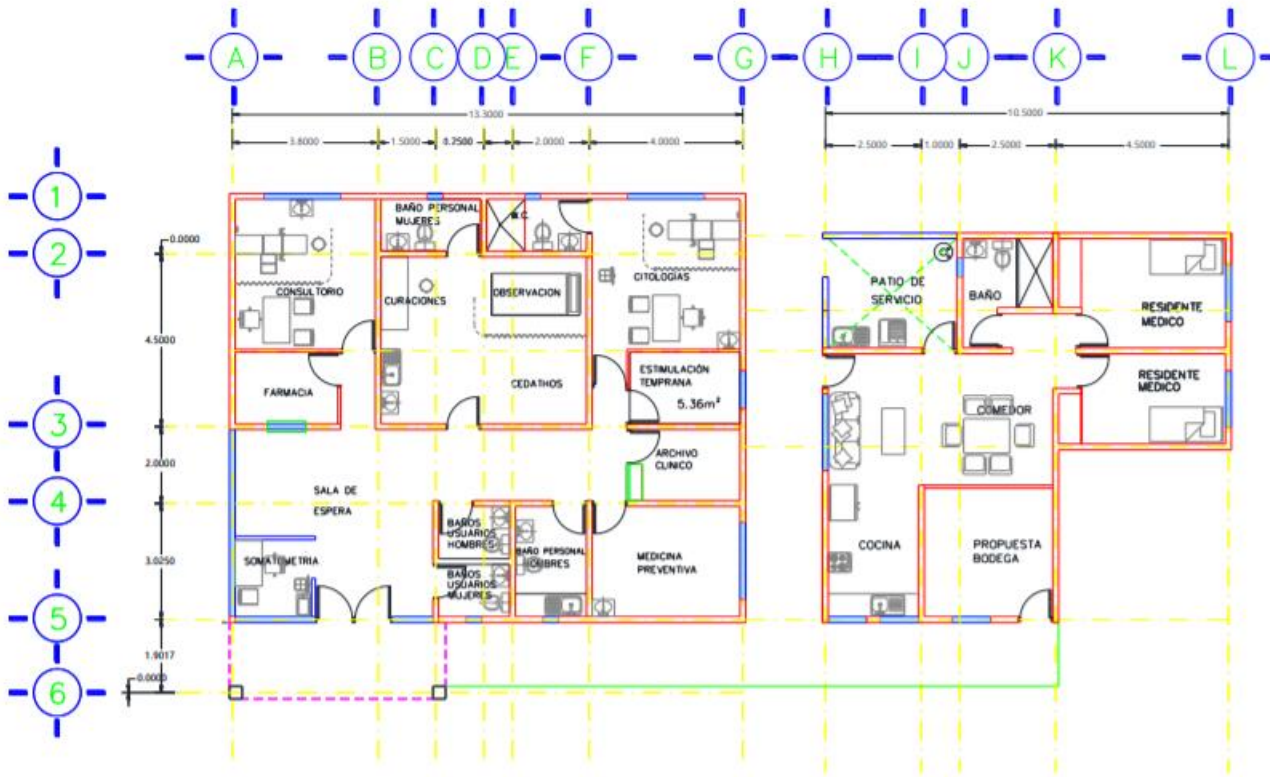 A B C D E F G H I J K L
13.3000 10.5000
3.8000 1.5000 2.0000 4.0000 2.5000 1.0000 2.5000 4.5000
1
2
3
4
5
6
0.0000
4.5000
2.0000
3.0250
1.9017
0.0000
BAÑO PERSONAL
MUJERES
CONSULTORIO
CURACIONES
OBSERVACION
CITOLOGIAS
FARMACIA
CEDATHOS
ESTIMULACIÓN
TEMPRANA
5.36m²
ARCHIVO
CLINICO
SALA DE
ESPERA
SOMATOMETRIA
BAÑOS
USUARIOS
HOMBRES
BAÑOS
USUARIOS
MUJERES
BAÑO PERSONAL
HOMBRES
MEDICINA
PREVENTIVA
PATIO DE
SERVICIO
BAÑO
RESIDENTE
MEDICO
RESIDENTE
MEDICO
COMEDOR
COCINA
PROPUESTA
BODEGA